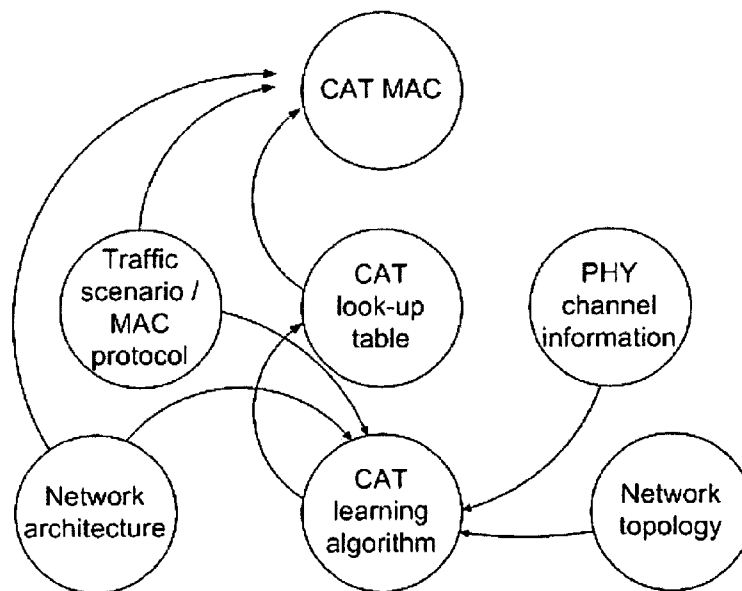 CAT MAC
Traffic
scenario /
MAC
protocol
CAT
look-up
table
PHY
channel
information
Network
architecture
CAT
learning
algorithm
Network
topology